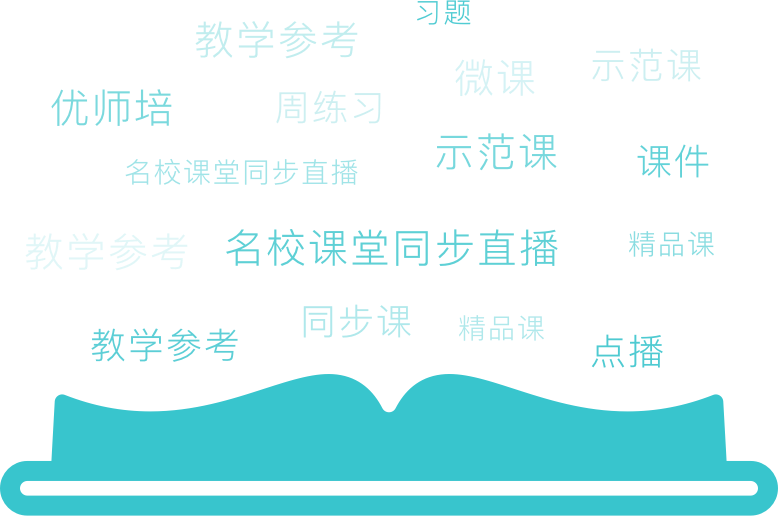 习题
教学参考
示范课
微课
优师培
周练习
示范课
课件
名校课堂同步直播
教学参考
名校课堂同步直播
精品课
同步课
精品课
教学参考
点播